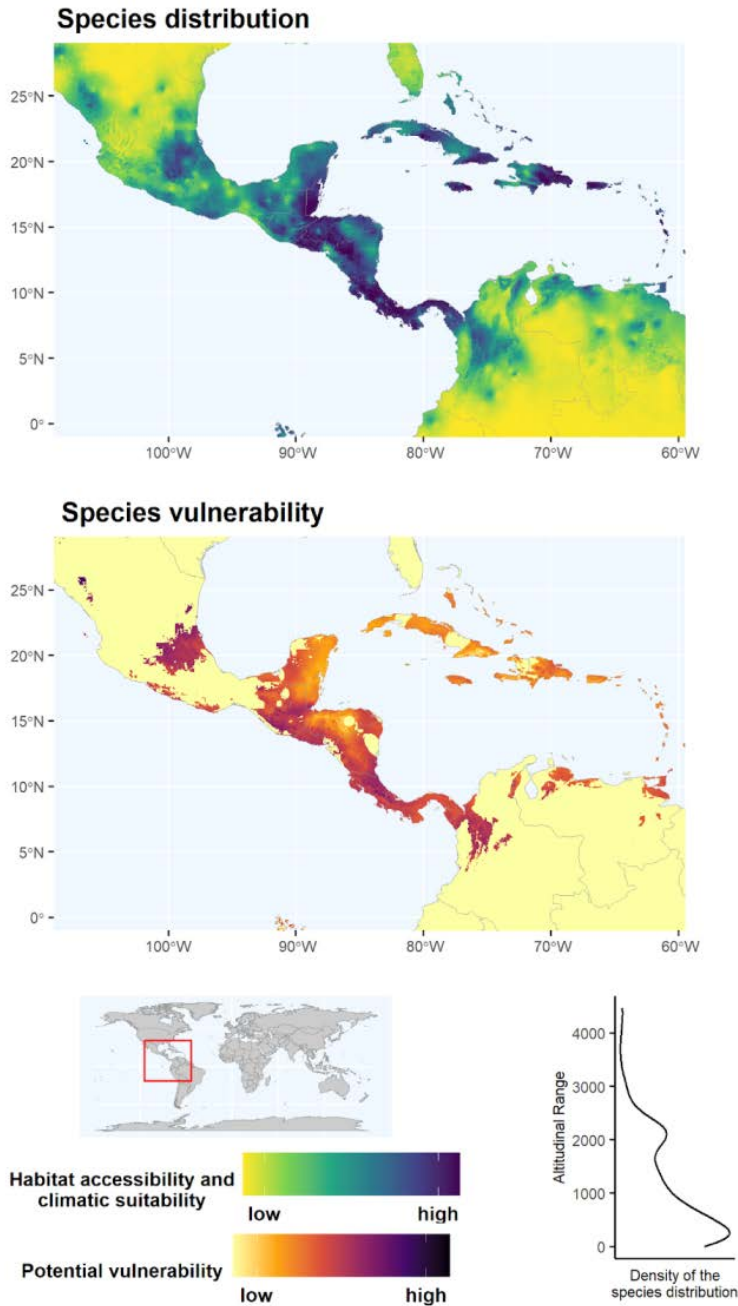 Species distribution
25°N
20°N
15°N
10°N
5°N
0°
100°W
90°W
80°W
70°W
60°W
Species vulnerability
25°N
20°N
15°N
10°N
5°N
0°
100°W
90°W
80°W
70°W
60°W
Habitat accessibility and
climatic suitability
low
high
Potential vulnerability
low
high
Altitudinal Range
4000
3000
2000
1000
0
Density of the
species distribution